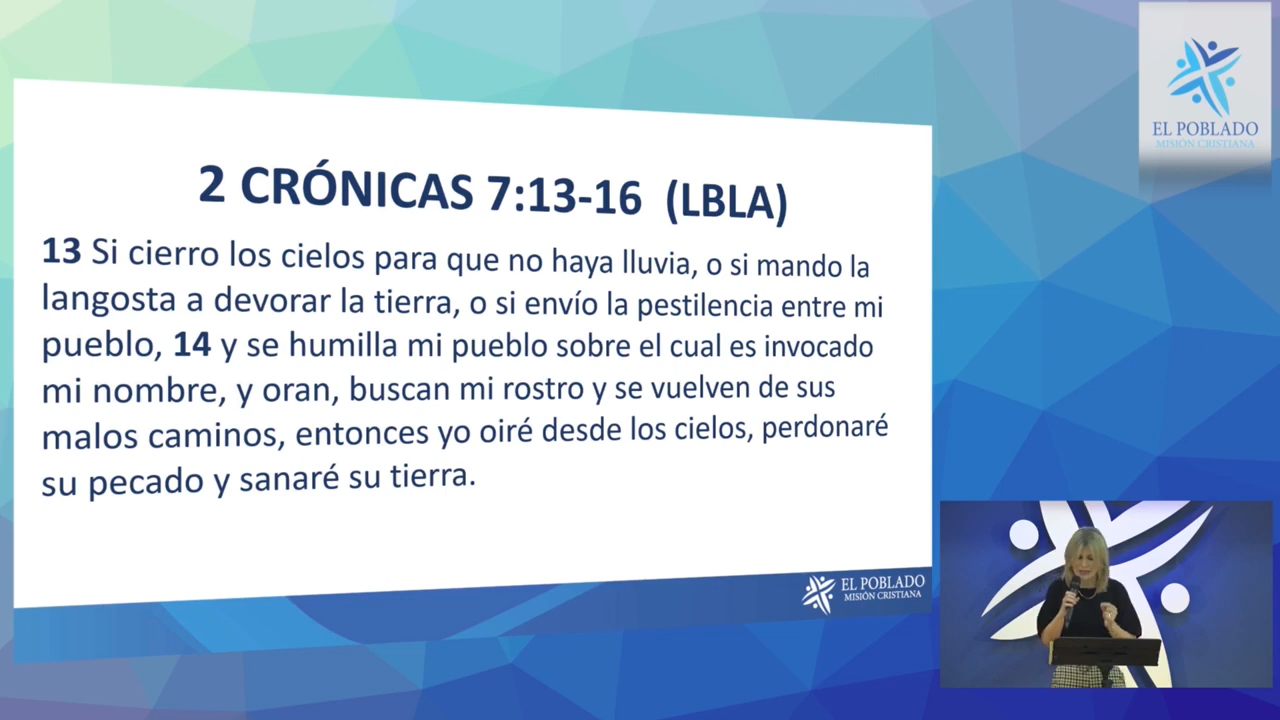 2 CRÓNICAS 7:13-16 (LBLA)
13 Si cierro los cielos para que no haya lluvia, o si mando la
langosta a devorar la tierra, o si envío la pestilencia entre mi
pueblo, 14 y se humilla mi pueblo sobre el cual es invocado
mi nombre, y oran, buscan mi rostro y se vuelven de sus
malos caminos, entonces yo oiré desde los cielos, perdonaré
su pecado y sanaré su tierra.
EL POBLADO
MISIÓN CRISTIANA
EL POBLADO
MISIÓN CRISTIANA